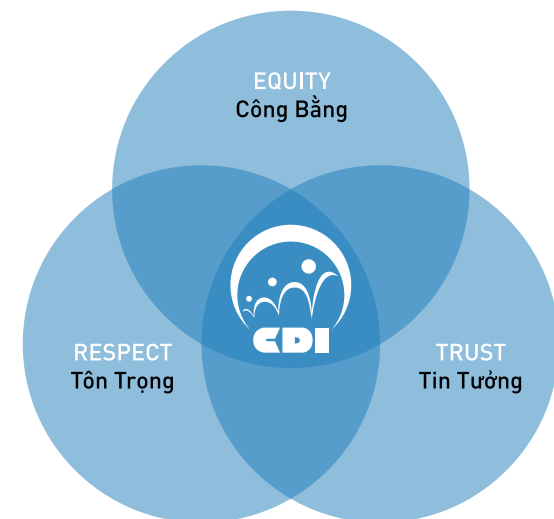 EQUITY
Công Bằng
CDI
RESPECT
Tôn Trọng
TRUST
Tin Tưởng